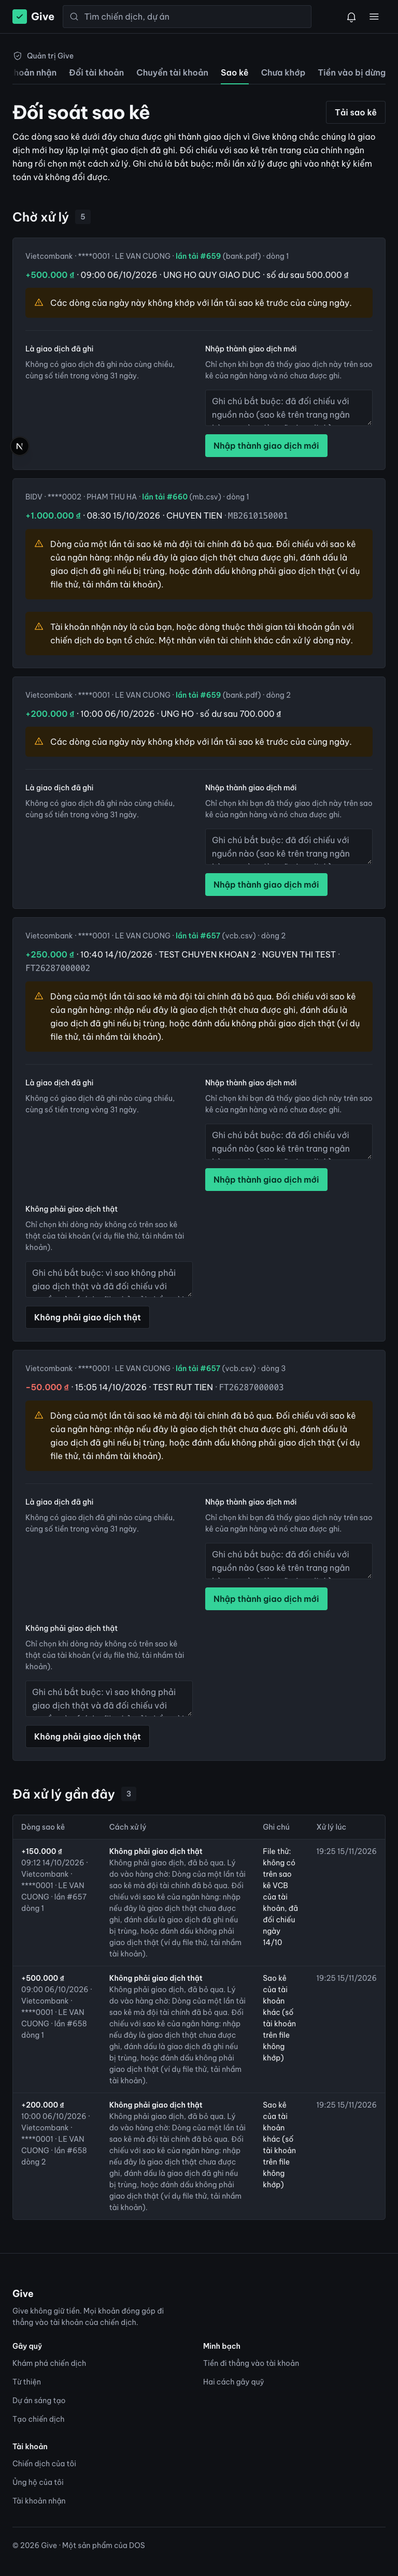 Give
Tìm chiến dịch, dự án
Quản trị Give
hoản nhận
Đổi tài khoản
Chuyển tài khoản
Sao kê
Chưa khớp
Tiền vào bị dừng
Đối soát sao kê
Tải sao kê
Các dòng sao kê dưới đây chưa được ghi thành giao dịch vì Give không chắc chúng là giao
dịch mới hay lặp lại một giao dịch đã ghi. Đối chiếu với sao kê trên trang của chính ngân
hàng rồi chọn một cách xử lý. Ghi chú là bắt buộc; mỗi lần xử lý được ghi vào nhật ký kiểm
toán và không thể đổi được.
Chờ xử lý 5
Vietcombank · ****0001 · LE VAN CUONG · lần tải #659 (bank.pdf) · dòng 1
+500.000 ₫ · 09:00 06/10/2026 · UNG HO QUY GIAO DUC · số dư sau 500.000 ₫
Các dòng của ngày này không khớp với lần tải sao kê trước của cùng ngày.
Là giao dịch đã ghi
Không có giao dịch đã ghi nào cùng chiều,
cùng số tiền trong vòng 31 ngày.
Nhập thành giao dịch mới
Chỉ chọn khi bạn đã thấy giao dịch này trên sao
kê của ngân hàng và nó chưa được ghi.
Ghi chú bắt buộc: đã đối chiếu với
nguồn nào (sao kê trên trang ngân
Nhập thành giao dịch mới
BIDV · ****0002 · PHAM THU HA · lần tải #660 (mb.csv) · dòng 1
+1.000.000 ₫ · 08:30 15/10/2026 · CHUYEN TIEN · MB2610150001
Dòng của một lần tải sao kê mà đội tài chính đã bỏ qua. Đối chiếu với sao kê
của ngân hàng: nhập nếu đây là giao dịch thật chưa được ghi, đánh dấu là
giao dịch đã ghi nếu bị trùng, hoặc đánh dấu không phải giao dịch thật (ví dụ
file thử, tải nhầm tài khoản).
Tài khoản nhận này là của bạn, hoặc dòng thuộc thời gian tài khoản gắn với
chiến dịch do bạn tổ chức. Một nhân viên tài chính khác cần xử lý dòng này.
Vietcombank · ****0001 · LE VAN CUONG · lần tải #659 (bank.pdf) · dòng 2
+200.000 ₫ · 10:00 06/10/2026 · UNG HO · số dư sau 700.000 ₫
Các dòng của ngày này không khớp với lần tải sao kê trước của cùng ngày.
Là giao dịch đã ghi
Không có giao dịch đã ghi nào cùng chiều,
cùng số tiền trong vòng 31 ngày.
Nhập thành giao dịch mới
Chỉ chọn khi bạn đã thấy giao dịch này trên sao
kê của ngân hàng và nó chưa được ghi.
Ghi chú bắt buộc: đã đối chiếu với
nguồn nào (sao kê trên trang ngân
Nhập thành giao dịch mới
Vietcombank · ****0001 · LE VAN CUONG · lần tải #657 (vcb.csv) · dòng 2
+250.000 ₫ · 10:40 14/10/2026 · TEST CHUYEN KHOAN 2 · NGUYEN THI TEST ·
FT26287000002
Dòng của một lần tải sao kê mà đội tài chính đã bỏ qua. Đối chiếu với sao kê
của ngân hàng: nhập nếu đây là giao dịch thật chưa được ghi, đánh dấu là
giao dịch đã ghi nếu bị trùng, hoặc đánh dấu không phải giao dịch thật (ví dụ
file thử, tải nhầm tài khoản).
Là giao dịch đã ghi
Không có giao dịch đã ghi nào cùng chiều,
cùng số tiền trong vòng 31 ngày.
Nhập thành giao dịch mới
Chỉ chọn khi bạn đã thấy giao dịch này trên sao
kê của ngân hàng và nó chưa được ghi.
Ghi chú bắt buộc: đã đối chiếu với
nguồn nào (sao kê trên trang ngân
Nhập thành giao dịch mới
Không phải giao dịch thật
Chỉ chọn khi dòng này không có trên sao kê
thật của tài khoản (ví dụ file thử, tải nhầm tài
khoản).
Ghi chú bắt buộc: vì sao không phải
giao dịch thật và đã đối chiếu với
Không phải giao dịch thật
Vietcombank · ****0001 · LE VAN CUONG · lần tải #657 (vcb.csv) · dòng 3
−50.000 ₫ · 15:05 14/10/2026 · TEST RUT TIEN · FT26287000003
Dòng của một lần tải sao kê mà đội tài chính đã bỏ qua. Đối chiếu với sao kê
của ngân hàng: nhập nếu đây là giao dịch thật chưa được ghi, đánh dấu là
giao dịch đã ghi nếu bị trùng, hoặc đánh dấu không phải giao dịch thật (ví dụ
file thử, tải nhầm tài khoản).
Là giao dịch đã ghi
Không có giao dịch đã ghi nào cùng chiều,
cùng số tiền trong vòng 31 ngày.
Nhập thành giao dịch mới
Chỉ chọn khi bạn đã thấy giao dịch này trên sao
kê của ngân hàng và nó chưa được ghi.
Ghi chú bắt buộc: đã đối chiếu với
nguồn nào (sao kê trên trang ngân
Nhập thành giao dịch mới
Không phải giao dịch thật
Chỉ chọn khi dòng này không có trên sao kê
thật của tài khoản (ví dụ file thử, tải nhầm tài
khoản).
Ghi chú bắt buộc: vì sao không phải
giao dịch thật và đã đối chiếu với
Không phải giao dịch thật
Đã xử lý gần đây 3
Dòng sao kê
Cách xử lý
Ghi chú
Xử lý lúc
+150.000 ₫
09:12 14/10/2026 ·
Vietcombank ·
****0001 · LE VAN
CUONG · lần #657
dòng 1
Không phải giao dịch thật
Không phải giao dịch, đã bỏ qua. Lý
do vào hàng chờ: Dòng của một lần tải
sao kê mà đội tài chính đã bỏ qua. Đối
chiếu với sao kê của ngân hàng: nhập
nếu đây là giao dịch thật chưa được
ghi, đánh dấu là giao dịch đã ghi nếu
bị trùng, hoặc đánh dấu không phải
giao dịch thật (ví dụ file thử, tải nhầm
tài khoản).
File thử:
không có
trên sao
kê VCB
của tài
khoản, đã
đối chiếu
ngày
14/10
19:25 15/11/2026
+500.000 ₫
09:00 06/10/2026 ·
Vietcombank ·
****0001 · LE VAN
CUONG · lần #658
dòng 1
Không phải giao dịch thật
Không phải giao dịch, đã bỏ qua. Lý
do vào hàng chờ: Dòng của một lần tải
sao kê mà đội tài chính đã bỏ qua. Đối
chiếu với sao kê của ngân hàng: nhập
nếu đây là giao dịch thật chưa được
ghi, đánh dấu là giao dịch đã ghi nếu
bị trùng, hoặc đánh dấu không phải
giao dịch thật (ví dụ file thử, tải nhầm
tài khoản).
Sao kê
của tài
khoản
khác (số
tài khoản
trên file
không
khớp)
19:25 15/11/2026
+200.000 ₫
10:00 06/10/2026 ·
Vietcombank ·
****0001 · LE VAN
CUONG · lần #658
dòng 2
Không phải giao dịch thật
Không phải giao dịch, đã bỏ qua. Lý
do vào hàng chờ: Dòng của một lần tải
sao kê mà đội tài chính đã bỏ qua. Đối
chiếu với sao kê của ngân hàng: nhập
nếu đây là giao dịch thật chưa được
ghi, đánh dấu là giao dịch đã ghi nếu
bị trùng, hoặc đánh dấu không phải
giao dịch thật (ví dụ file thử, tải nhầm
tài khoản).
Sao kê
của tài
khoản
khác (số
tài khoản
trên file
không
khớp)
19:25 15/11/2026
Give
Give không giữ tiền. Mọi khoản đóng góp đi
thẳng vào tài khoản của chiến dịch.
Gây quỹ
Khám phá chiến dịch
Từ thiện
Dự án sáng tạo
Tạo chiến dịch
Minh bạch
Tiền đi thẳng vào tài khoản
Hai cách gây quỹ
Tài khoản
Chiến dịch của tôi
Ủng hộ của tôi
Tài khoản nhận
© 2026 Give · Một sản phẩm của DOS